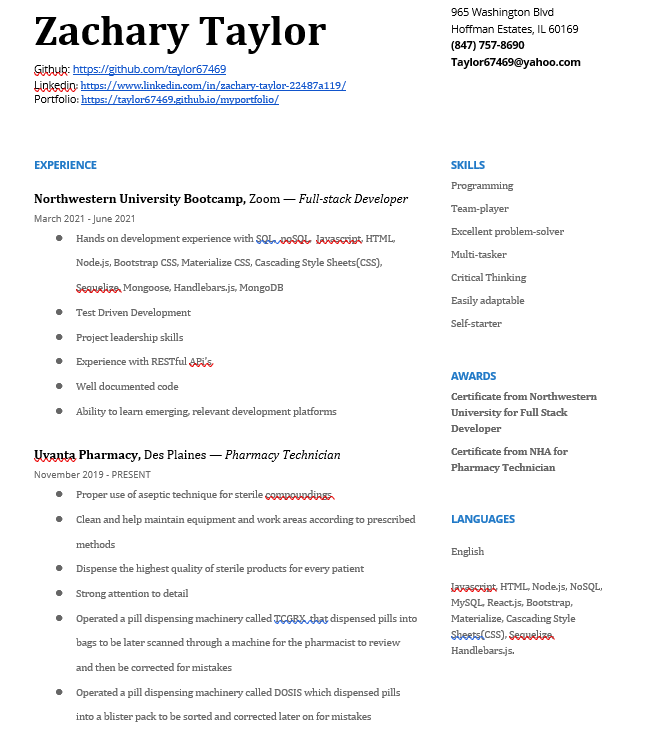 Zachary Taylor
Github: https://github.com/taylor67469
Linkedin: https://www.linkedin.com/in/zachary-taylor-22487a119/
Portfolio: https://taylor67469.github.io/myportfolio/
965 Washington Blvd
Hoffman Estates, IL 60169
(847) 757-8690
Taylor67469@yahoo.com
EXPERIENCE
Northwestern University Bootcamp, Zoom — Full-stack Developer
March 2021 - June 2021
● Hands on development experience with SQL, noSQL, Javascript, HTML,
Node.js, Bootstrap CSS, Materialize CSS, Cascading Style Sheets(CSS),
Sequelize, Mongoose, Handlebars.js, MongoDB
● Test Driven Development
● Project leadership skills
● Experience with RESTful APi's
● Well documented code
● Ability to learn emerging, relevant development platforms
Uvanta Pharmacy, Des Plaines — Pharmacy Technician
November 2019 - PRESENT
● Proper use of aseptic technique for sterile compoundings
● Clean and help maintain equipment and work areas according to prescribed
methods
● Dispense the highest quality of sterile products for every patient
● Strong attention to detail
● Operated a pill dispensing machinery called TCGRX that dispensed pills into
bags to be later scanned through a machine for the pharmacist to review
and then be corrected for mistakes
● Operated a pill dispensing machinery called DOSIS which dispensed pills
into a blister pack to be sorted and corrected later on for mistakes
SKILLS
Programming
Team-player
Excellent problem-solver
Multi-tasker
Critical Thinking
Easily adaptable
Self-starter
AWARDS
Certificate from Northwestern
University for Full Stack
Developer
Certificate from NHA for
Pharmacy Technician
LANGUAGES
English
Javascript, HTML, Node.js, NoSQL,
MySQL, React.js, Bootstrap,
Materialize, Cascading Style
Sheets(CSS), Sequelize,
Handlebars.js.